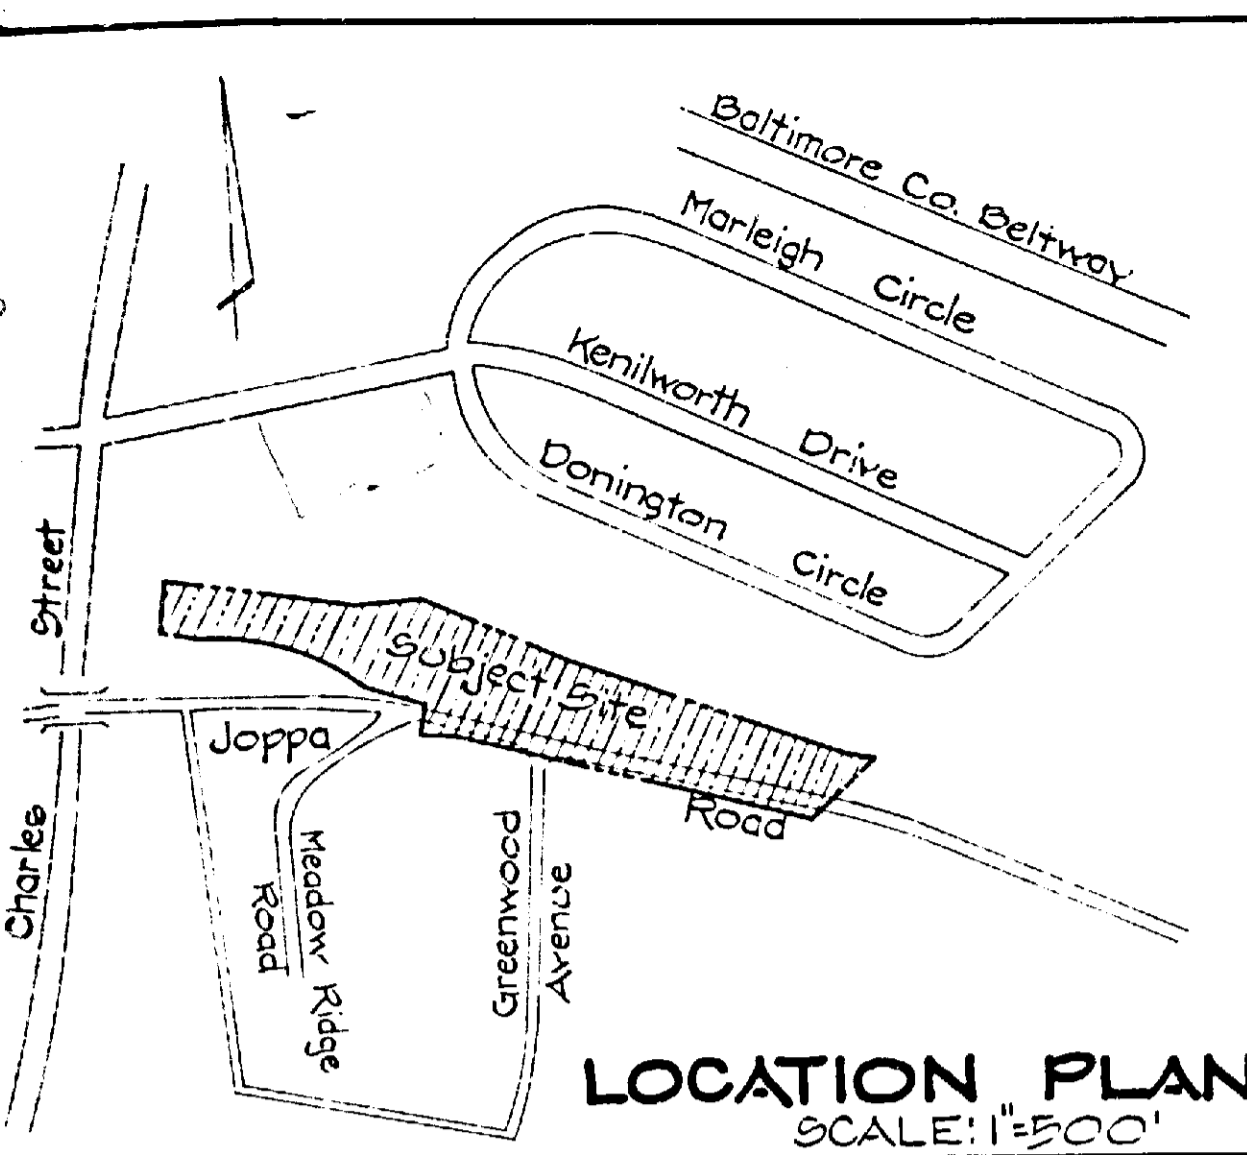 Baltimore Co. Beltway
Marleigh Circle
Kenilworth Drive
Donington Circle
Charles Street
Subject Site
Joppa Road
Meadow Ridge
Road
Greenwood
Avenue
LOCATION PLAN
SCALE: 1"=500'